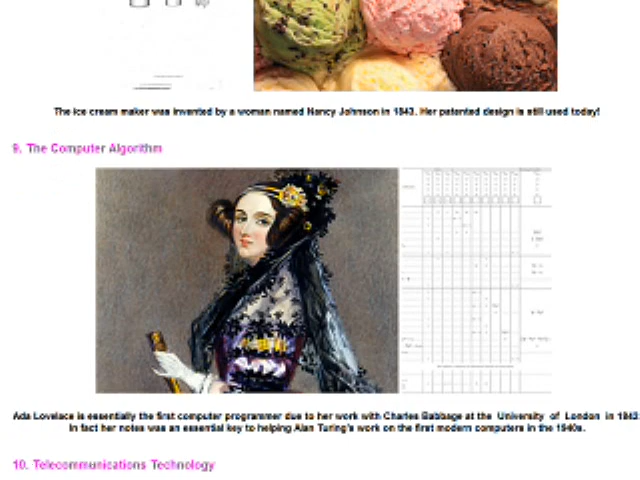 The ice cream maker was invented by a woman named Nancy Johnson in 1843. Her patented design is still used today!
9. The Computer Algorithm
Ada Lovelace is essentially the first computer programmer due to her work with Charles Babbage at the University of London in
In fact her notes was an essential key to helping Alan Turing's work on the first modern computers in the 1940s.
10. Telecommunications Technology